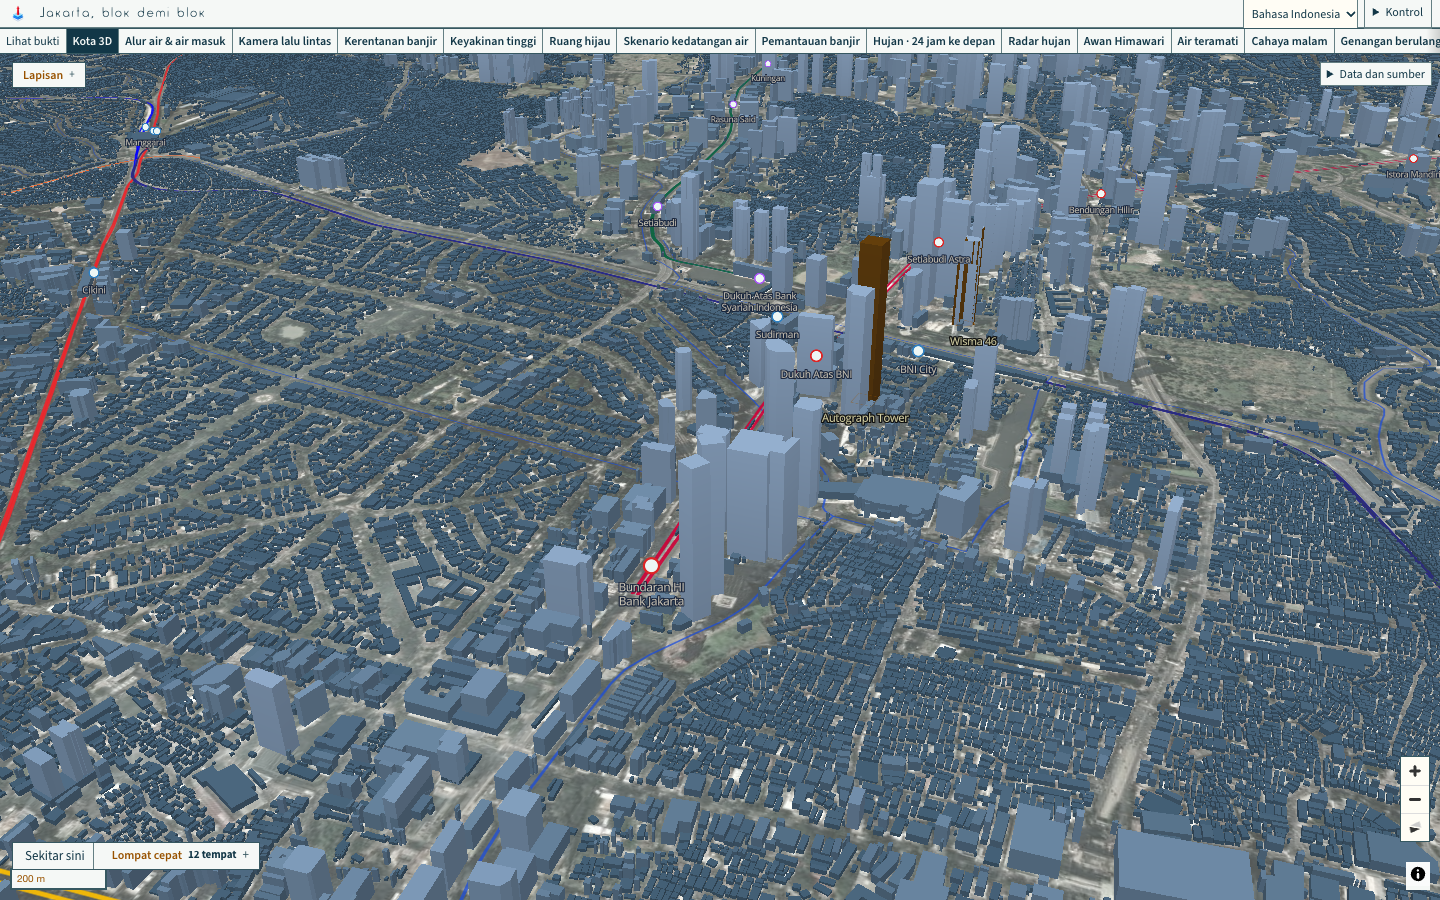 Jakarta, blok demi blok
Bahasa Indonesia
Kontrol
Lihat bukti
Kota 3D
Alur air & air masuk
Kamera lalu lintas
Kerentanan banjir
Keyakinan tinggi
Ruang hijau
Skenario kedatangan air
Pemantauan banjir
Hujan · 24 jam ke depan
Radar hujan
Awan Himawari
Air teramati
Cahaya malam
Genangan berulang
Lapisan +
Data dan sumber
Kuningan
Rasuna Said
Manggarai
Istora Mandiri
Bendungan Hilir
Setiabudi
Setiabudi Astra
Cikini
Dukuh Atas Bank
Syariah Indonesia
Sudirman
Wisma 46
Dukuh Atas BNI
BNI City
Autograph Tower
Bundaran HI
Bank Jakarta
Sekitar sini
Lompat cepat 12 tempat +
200 m